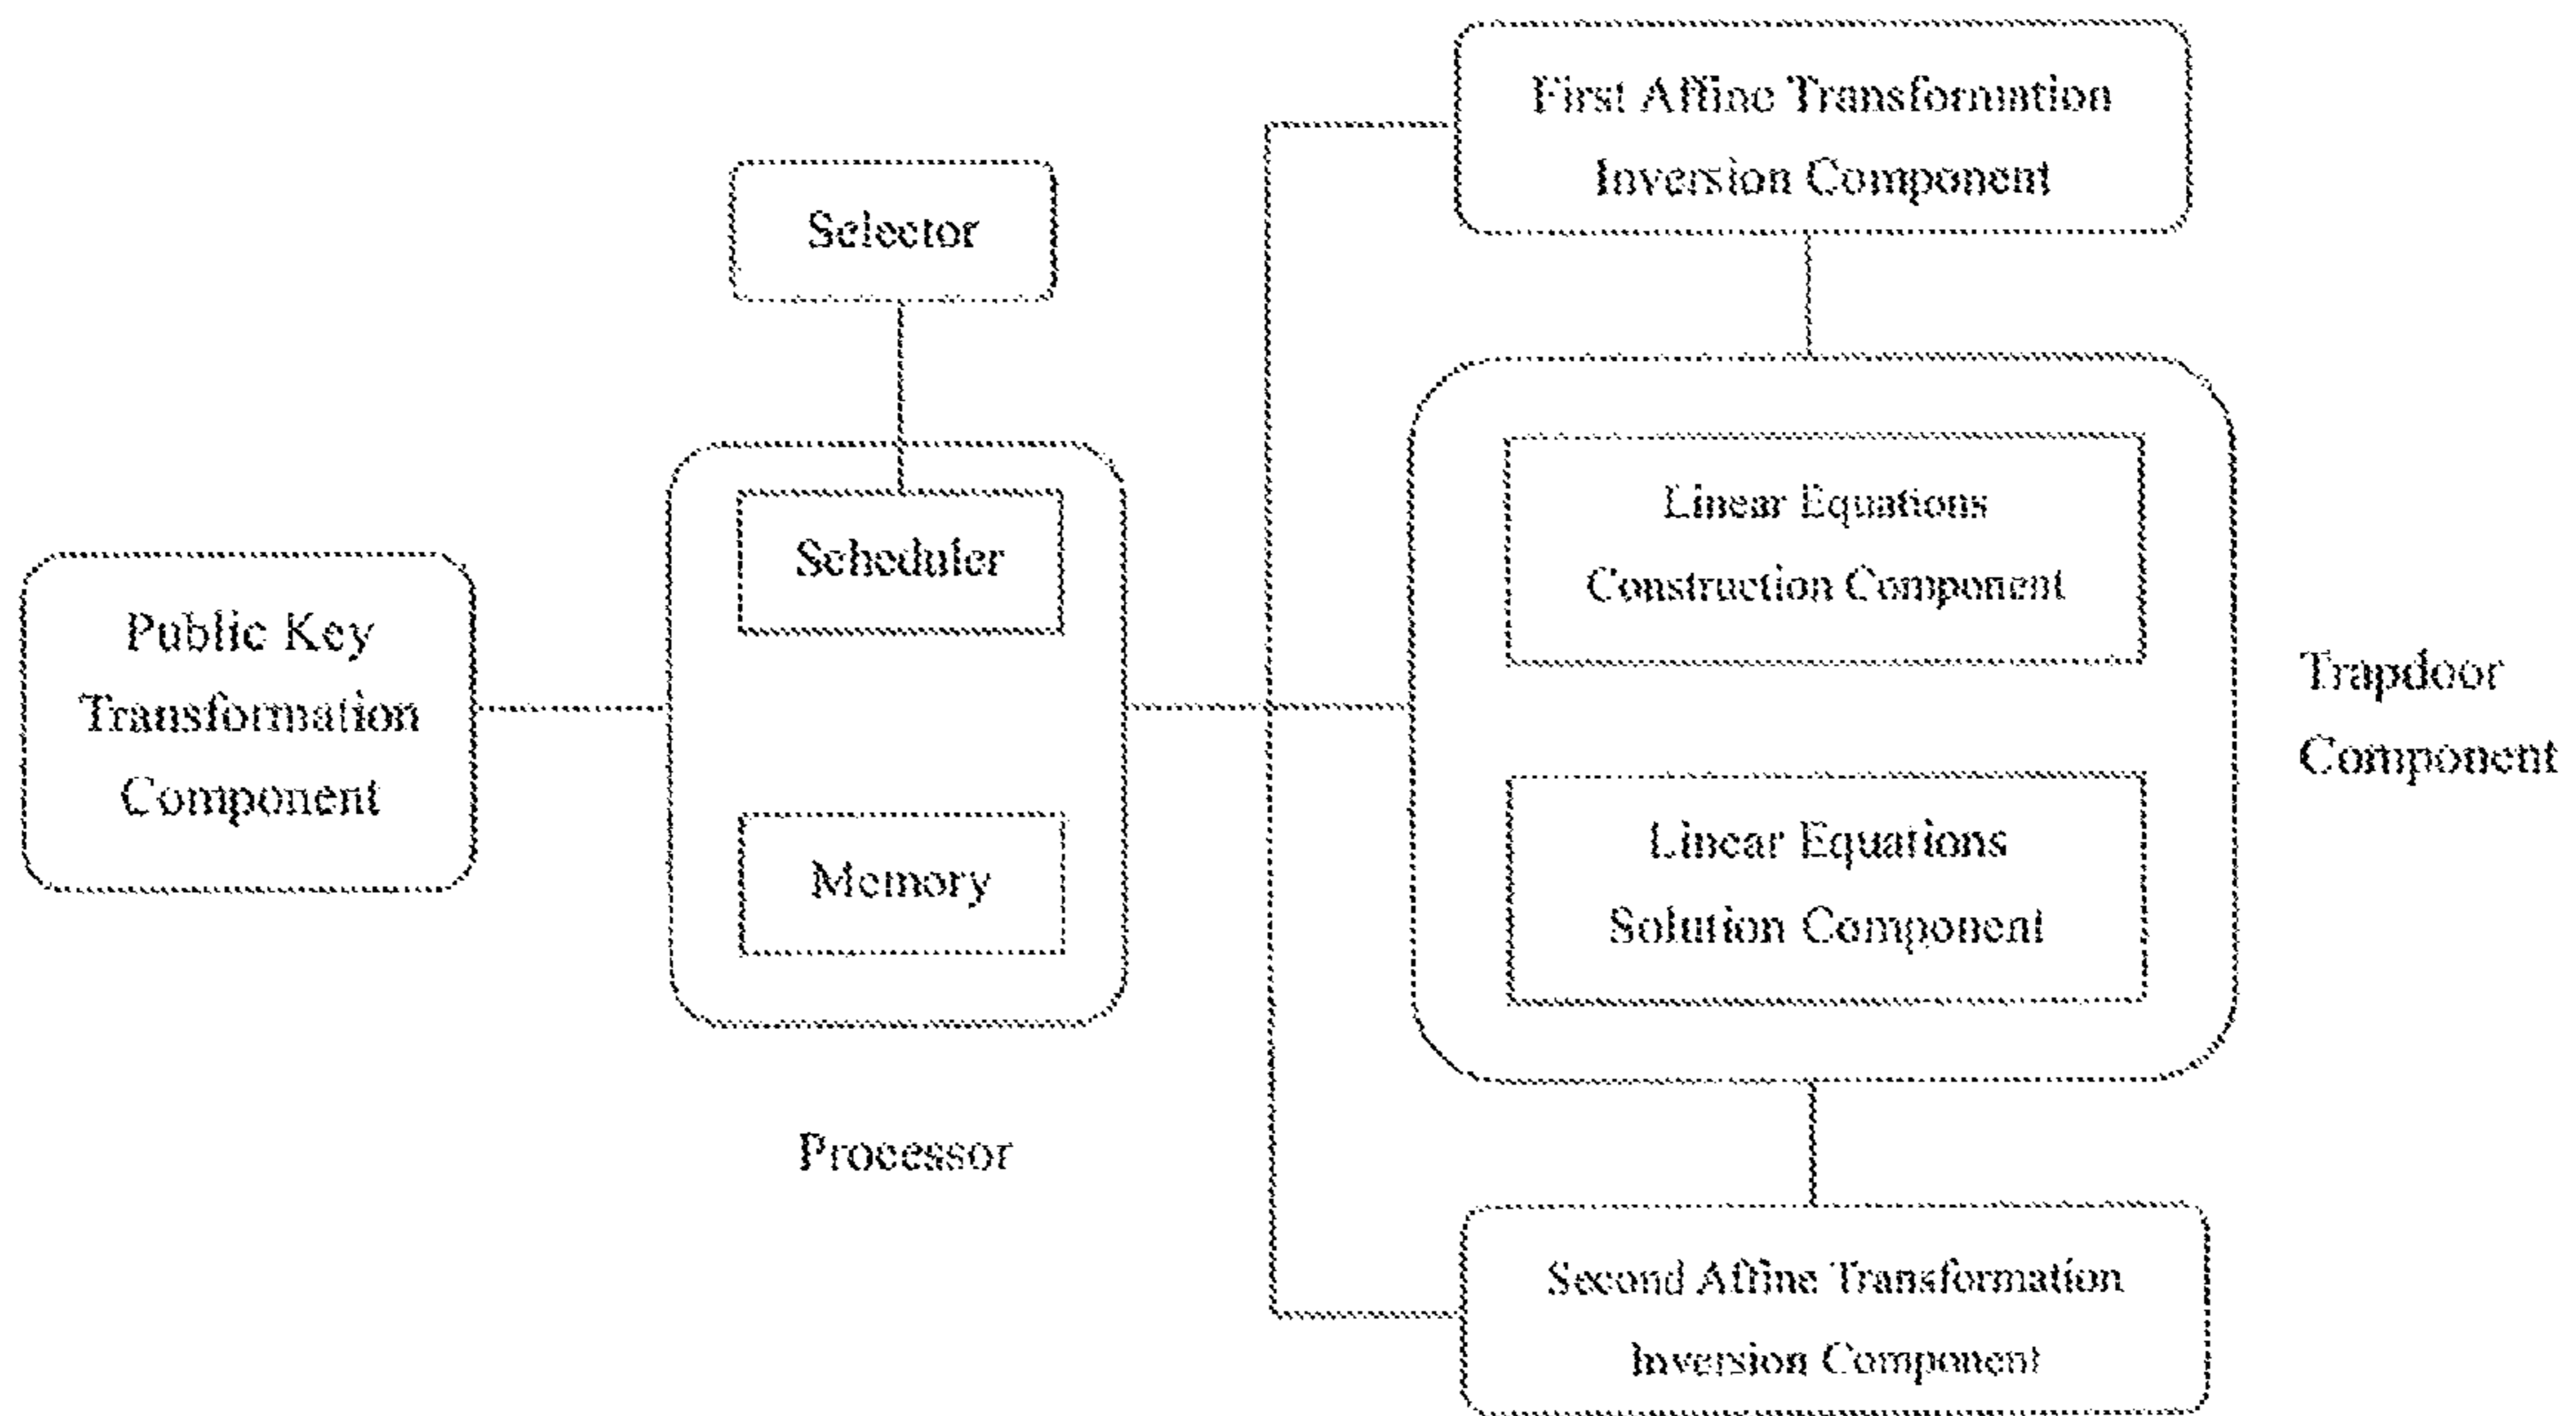 First Affine Transformation
Inversion Component
Selector
Scheduler
Memory
Processor
Public Key
Transformation
Component
Linear Equations
Construction Component
Linear Equations
Solution Component
Trapdoor
Component
Second Affine Transformation
Inversion Component